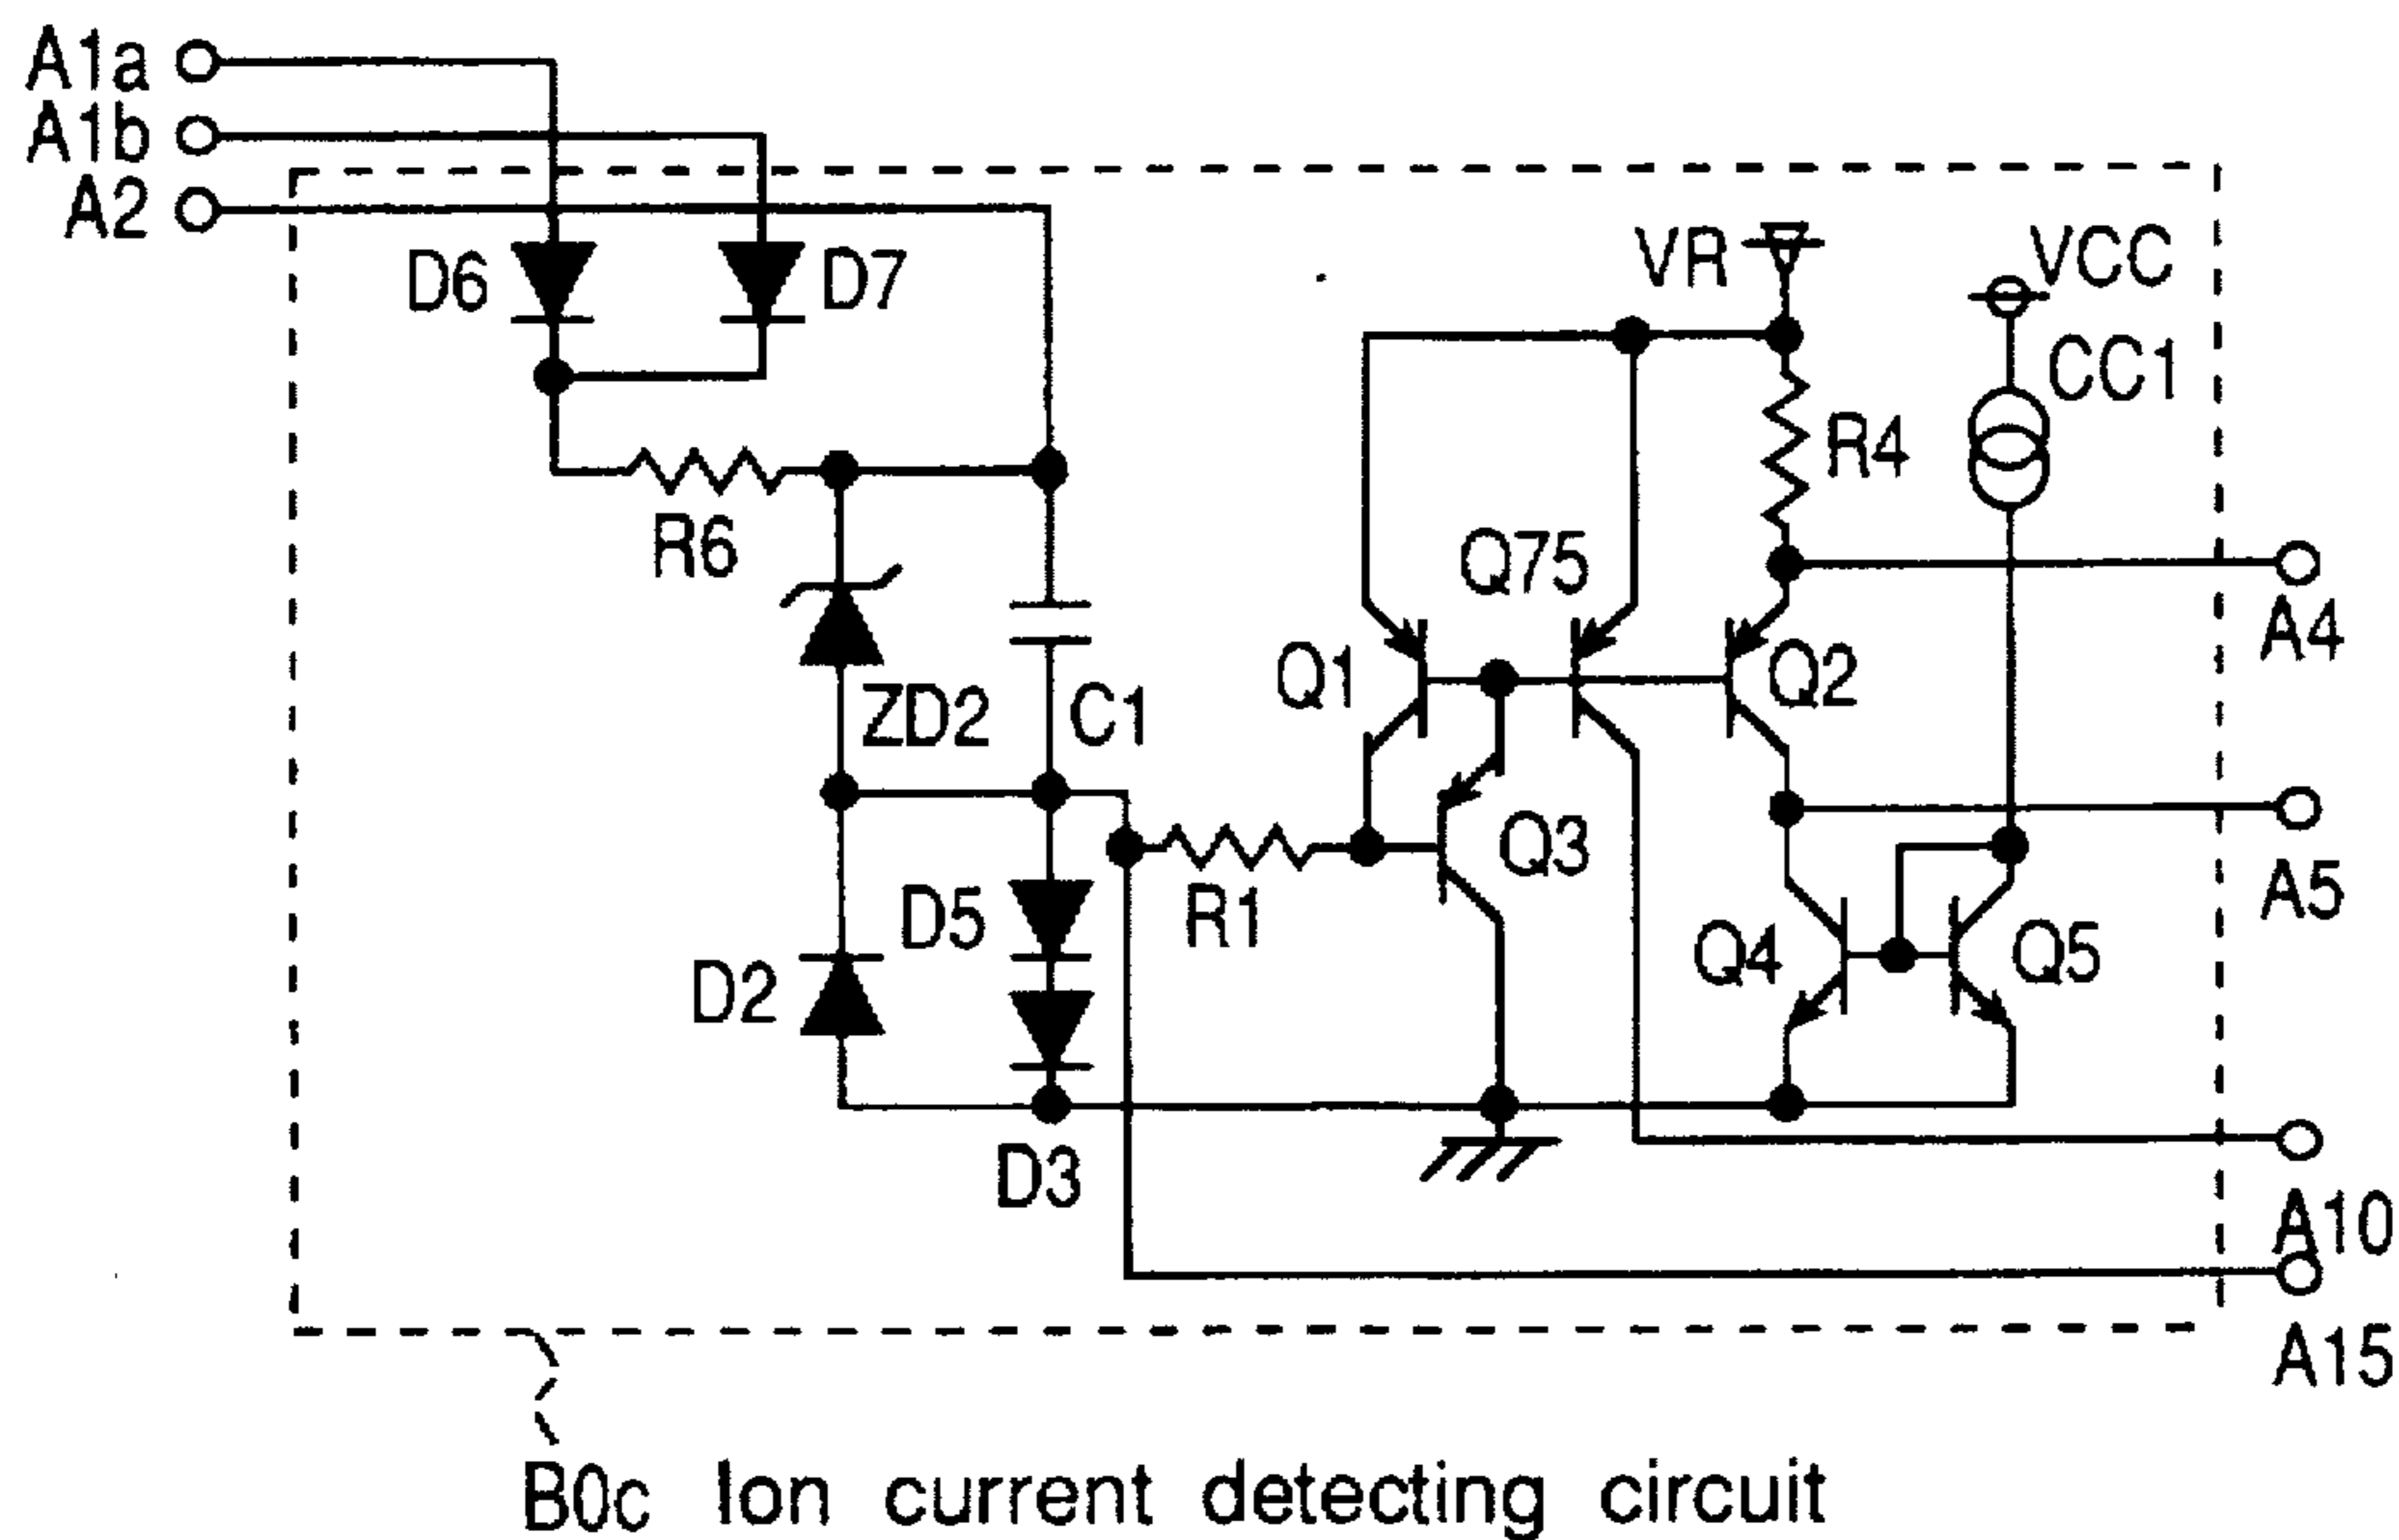 A1a
A1b
A2
D6
D7
VR
VCC
CC1
R4
R6
Q75
A4
Q1
Q2
ZD2
C1
Q3
A5
D5
R1
Q4
Q5
D2
D3
A10
A15
B0c Ion current detecting circuit